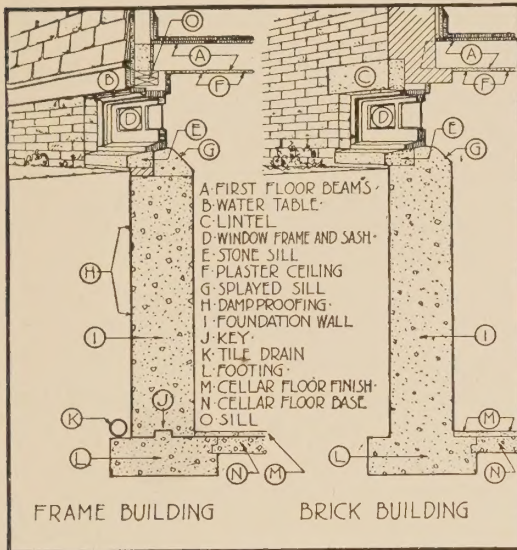 O
A
F
B
D
E
G
A
F
C
D
E
G
A·FIRST FLOOR BEAMS·
B·WATER TABLE·
C·LINTEL
D·WINDOW FRAME AND SASH·
E·STONE SILL
F·PLASTER CEILING
G·SPLAYED SILL
H·DAMPPROOFING·
I·FOUNDATION WALL
J·KEY·
K·TILE DRAIN
L·FOOTING·
M·CELLAR FLOOR FINISH·
N·CELLAR FLOOR BASE
O·SILL
H
I
J
K
L
N
M
I
M
L
N
FRAME BUILDING
BRICK BUILDING